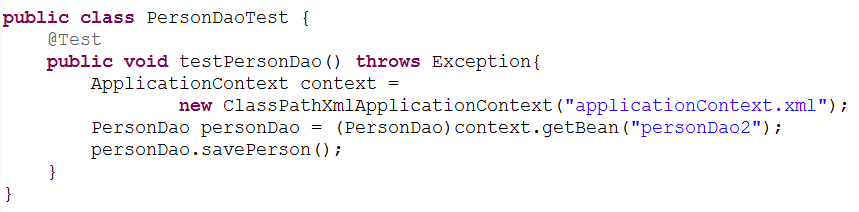 public class PersonDaoTest {
    @Test
    public void testPersonDao() throws Exception{
        ApplicationContext context =
                new ClassPathXmlApplicationContext("applicationContext.xml");
        PersonDao personDao = (PersonDao)context.getBean("personDao2");
        personDao.savePerson();
    }
}